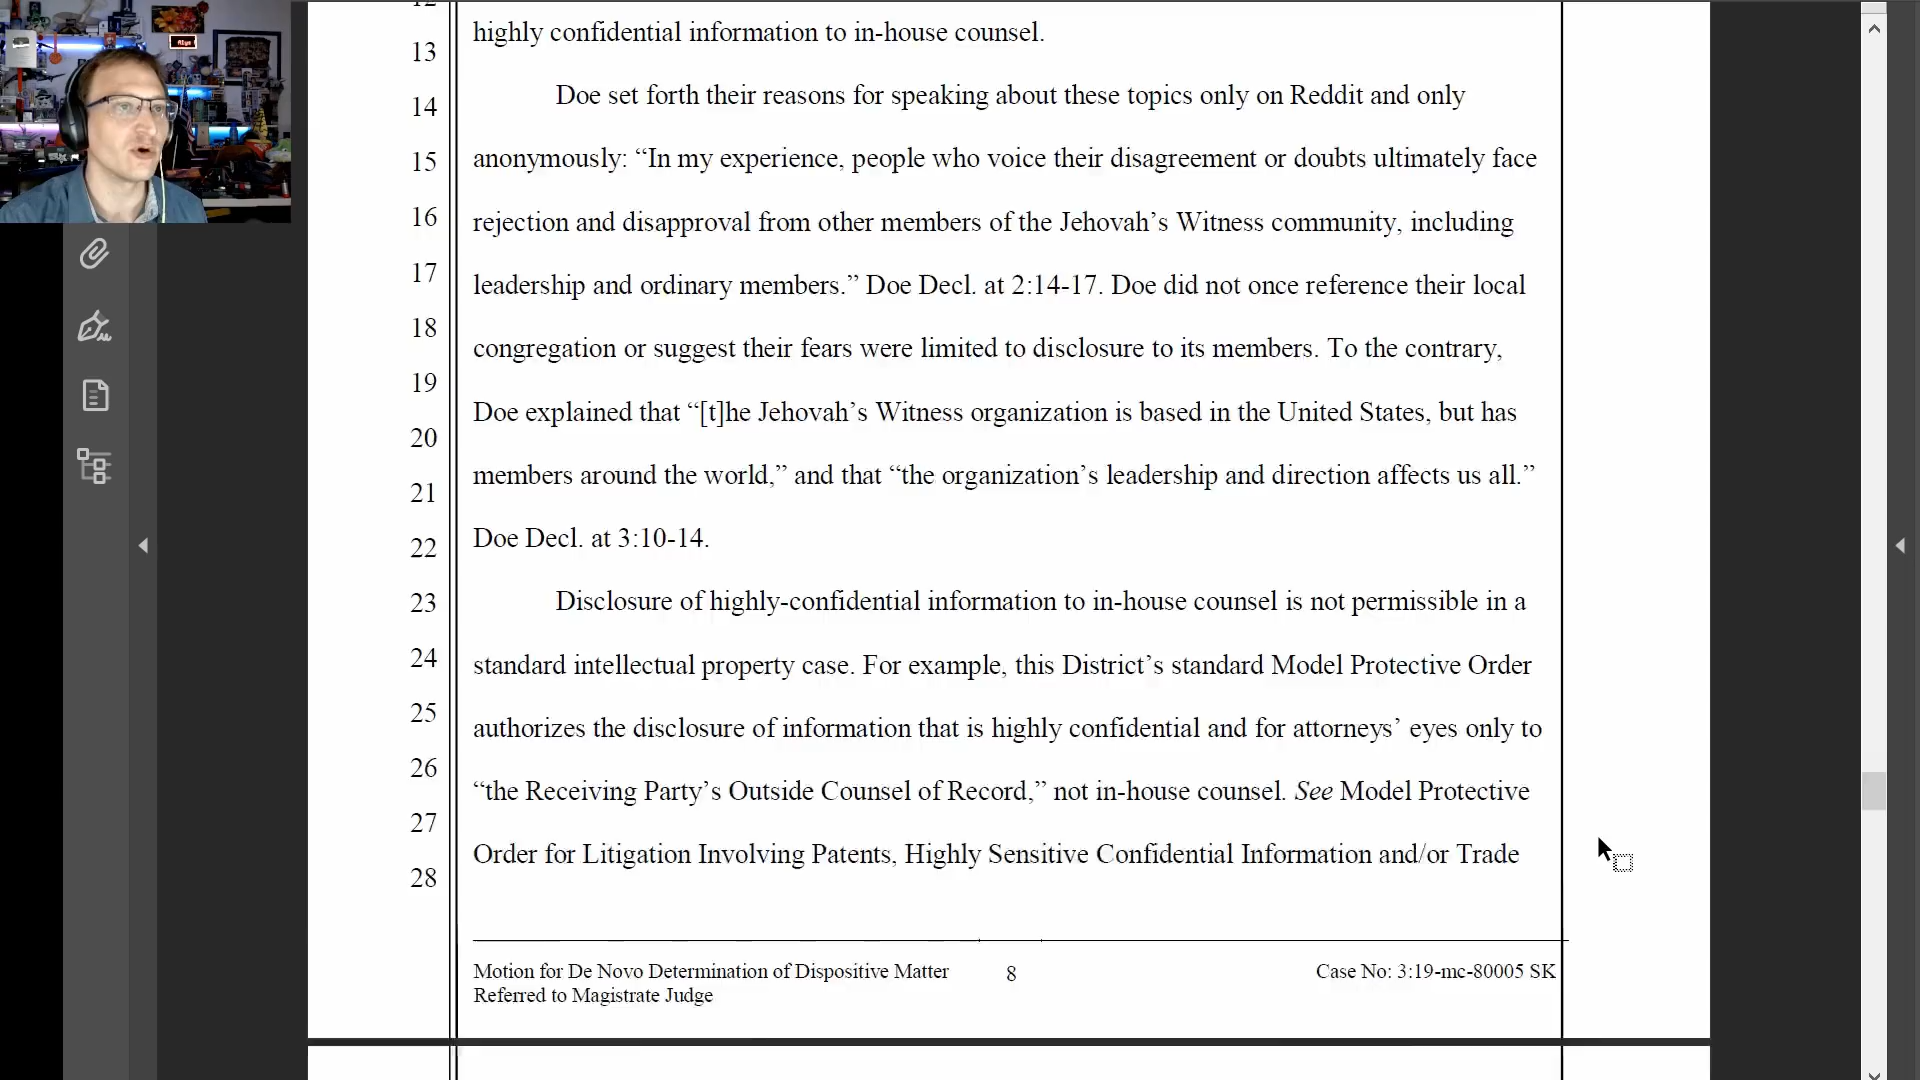 12
highly confidential information to in-house counsel.
13
Doe set forth their reasons for speaking about these topics only on Reddit and only
14
anonymously: “In my experience, people who voice their disagreement or doubts ultimately face
15
rejection and disapproval from other members of the Jehovah’s Witness community, including
16
leadership and ordinary members.” Doe Decl. at 2:14-17. Doe did not once reference their local
17
congregation or suggest their fears were limited to disclosure to its members. To the contrary,
18
19
Doe explained that “[t]he Jehovah’s Witness organization is based in the United States, but has
20
members around the world,” and that “the organization’s leadership and direction affects us all.”
21
Doe Decl. at 3:10-14.
22
Disclosure of highly-confidential information to in-house counsel is not permissible in a
23
standard intellectual property case. For example, this District’s standard Model Protective Order
24
authorizes the disclosure of information that is highly confidential and for attorneys’ eyes only to
25
26
“the Receiving Party’s Outside Counsel of Record,” not in-house counsel. See Model Protective
27
Order for Litigation Involving Patents, Highly Sensitive Confidential Information and/or Trade
28
Motion for De Novo Determination of Dispositive Matter
Referred to Magistrate Judge
8
Case No: 3:19-mc-80005 SK